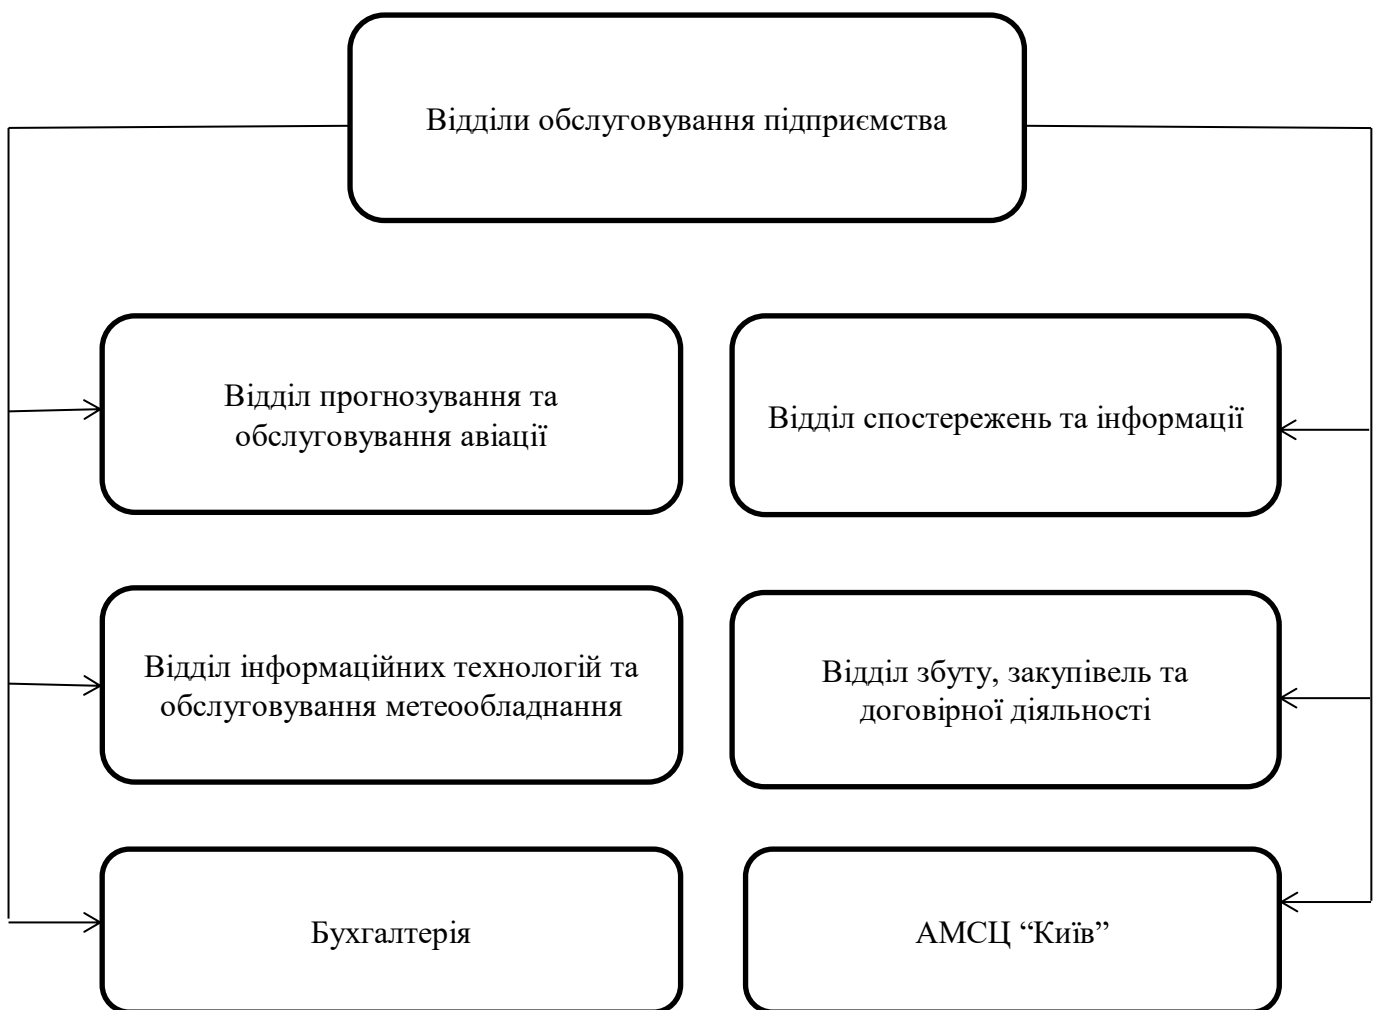 Відділи обслуговування підприємства
Відділ прогнозування та
обслуговування авіації
Відділ спостережень та інформації
Відділ інформаційних технологій та
обслуговування метеообладнання
Відділ збуту, закупівель та
договірної діяльності
Бухгалтерія
АМСЦ “Київ”